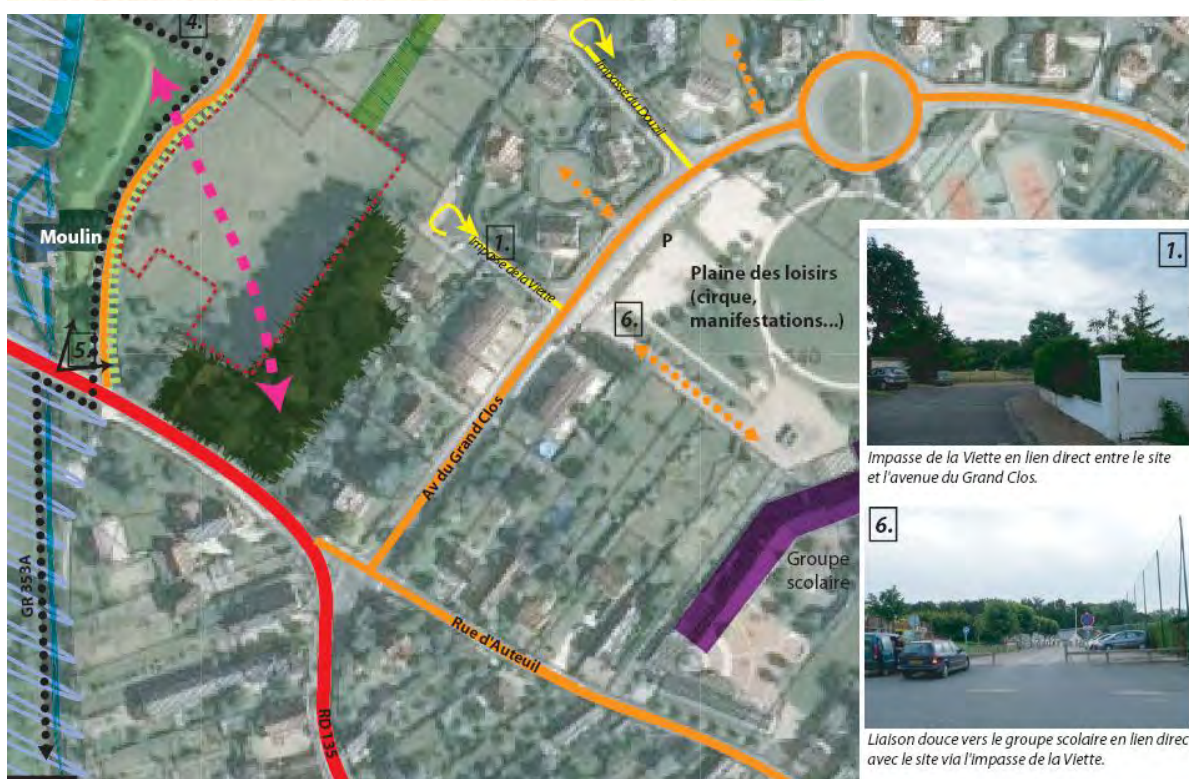 4.
Impasse du Douzil
Moulin
1.
Impasse de la Viette
P
Plaine des loisirs
(cirque,
manifestations...)
6.
5.
Av du Grand Clos
GR 353A
Groupe
scolaire
Rue d'Auteuil
RD 135
1.
Impasse de la Viette en lien direct entre le site
et l'avenue du Grand Clos.
6.
Liaison douce vers le groupe scolaire en lien direc
avec le site via l'Impasse de la Viette.